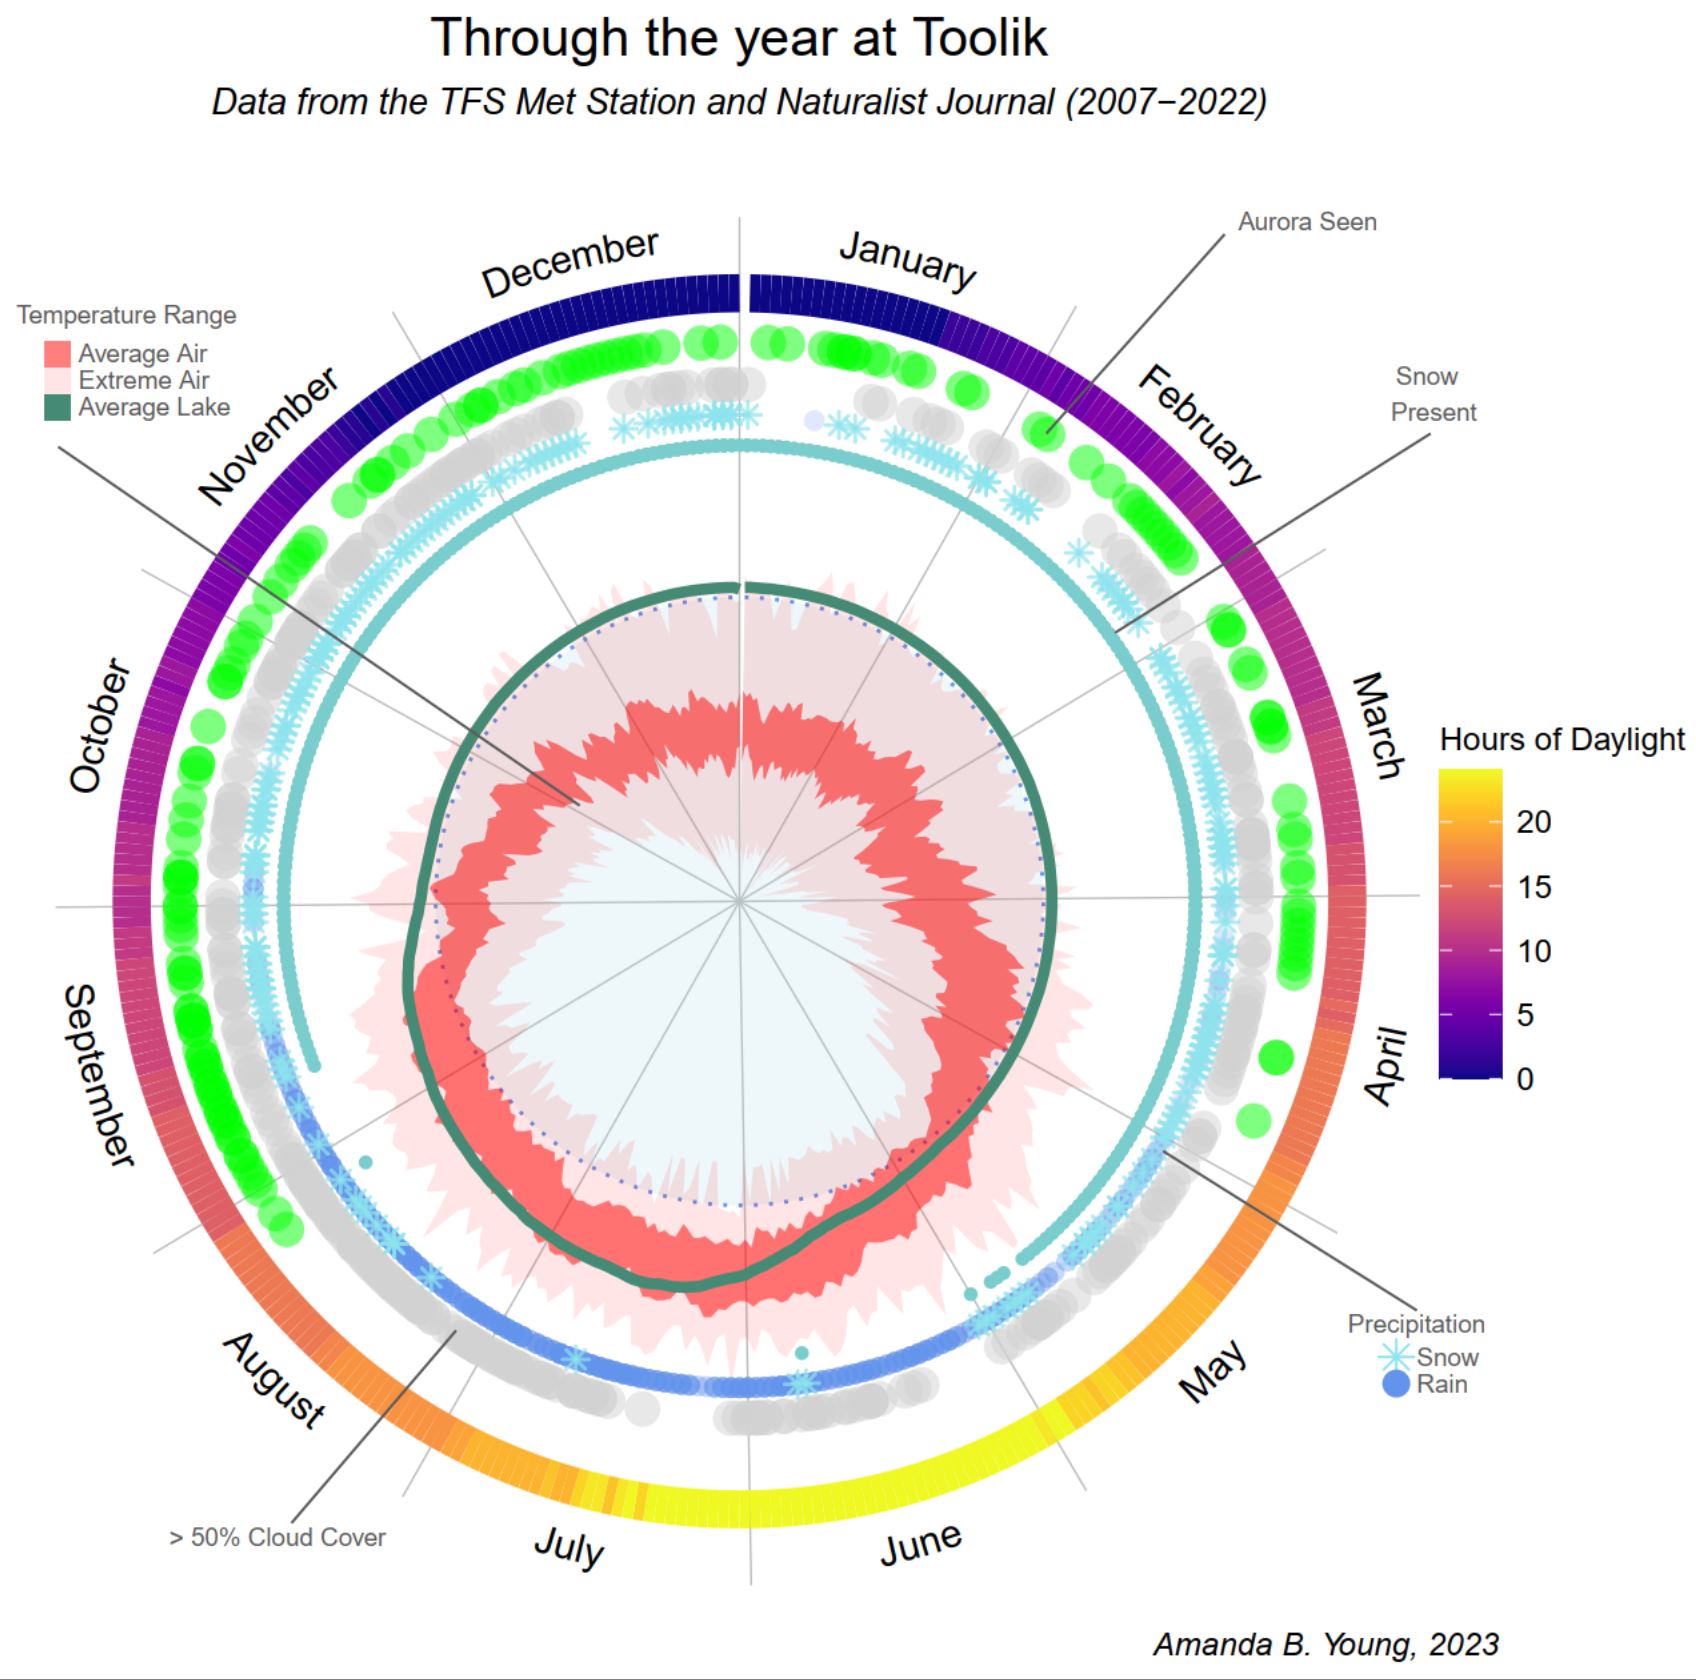 Through the year at Toolik
Data from the TFS Met Station and Naturalist Journal (2007−2022)
Aurora Seen
December
January
Temperature Range
Average Air
Extreme Air
Average Lake
November
February
Snow
Present
October
March
Hours of Daylight
20
15
10
5
0
September
April
Precipitation
Snow
Rain
August
May
> 50% Cloud Cover
July
June
Amanda B. Young, 2023